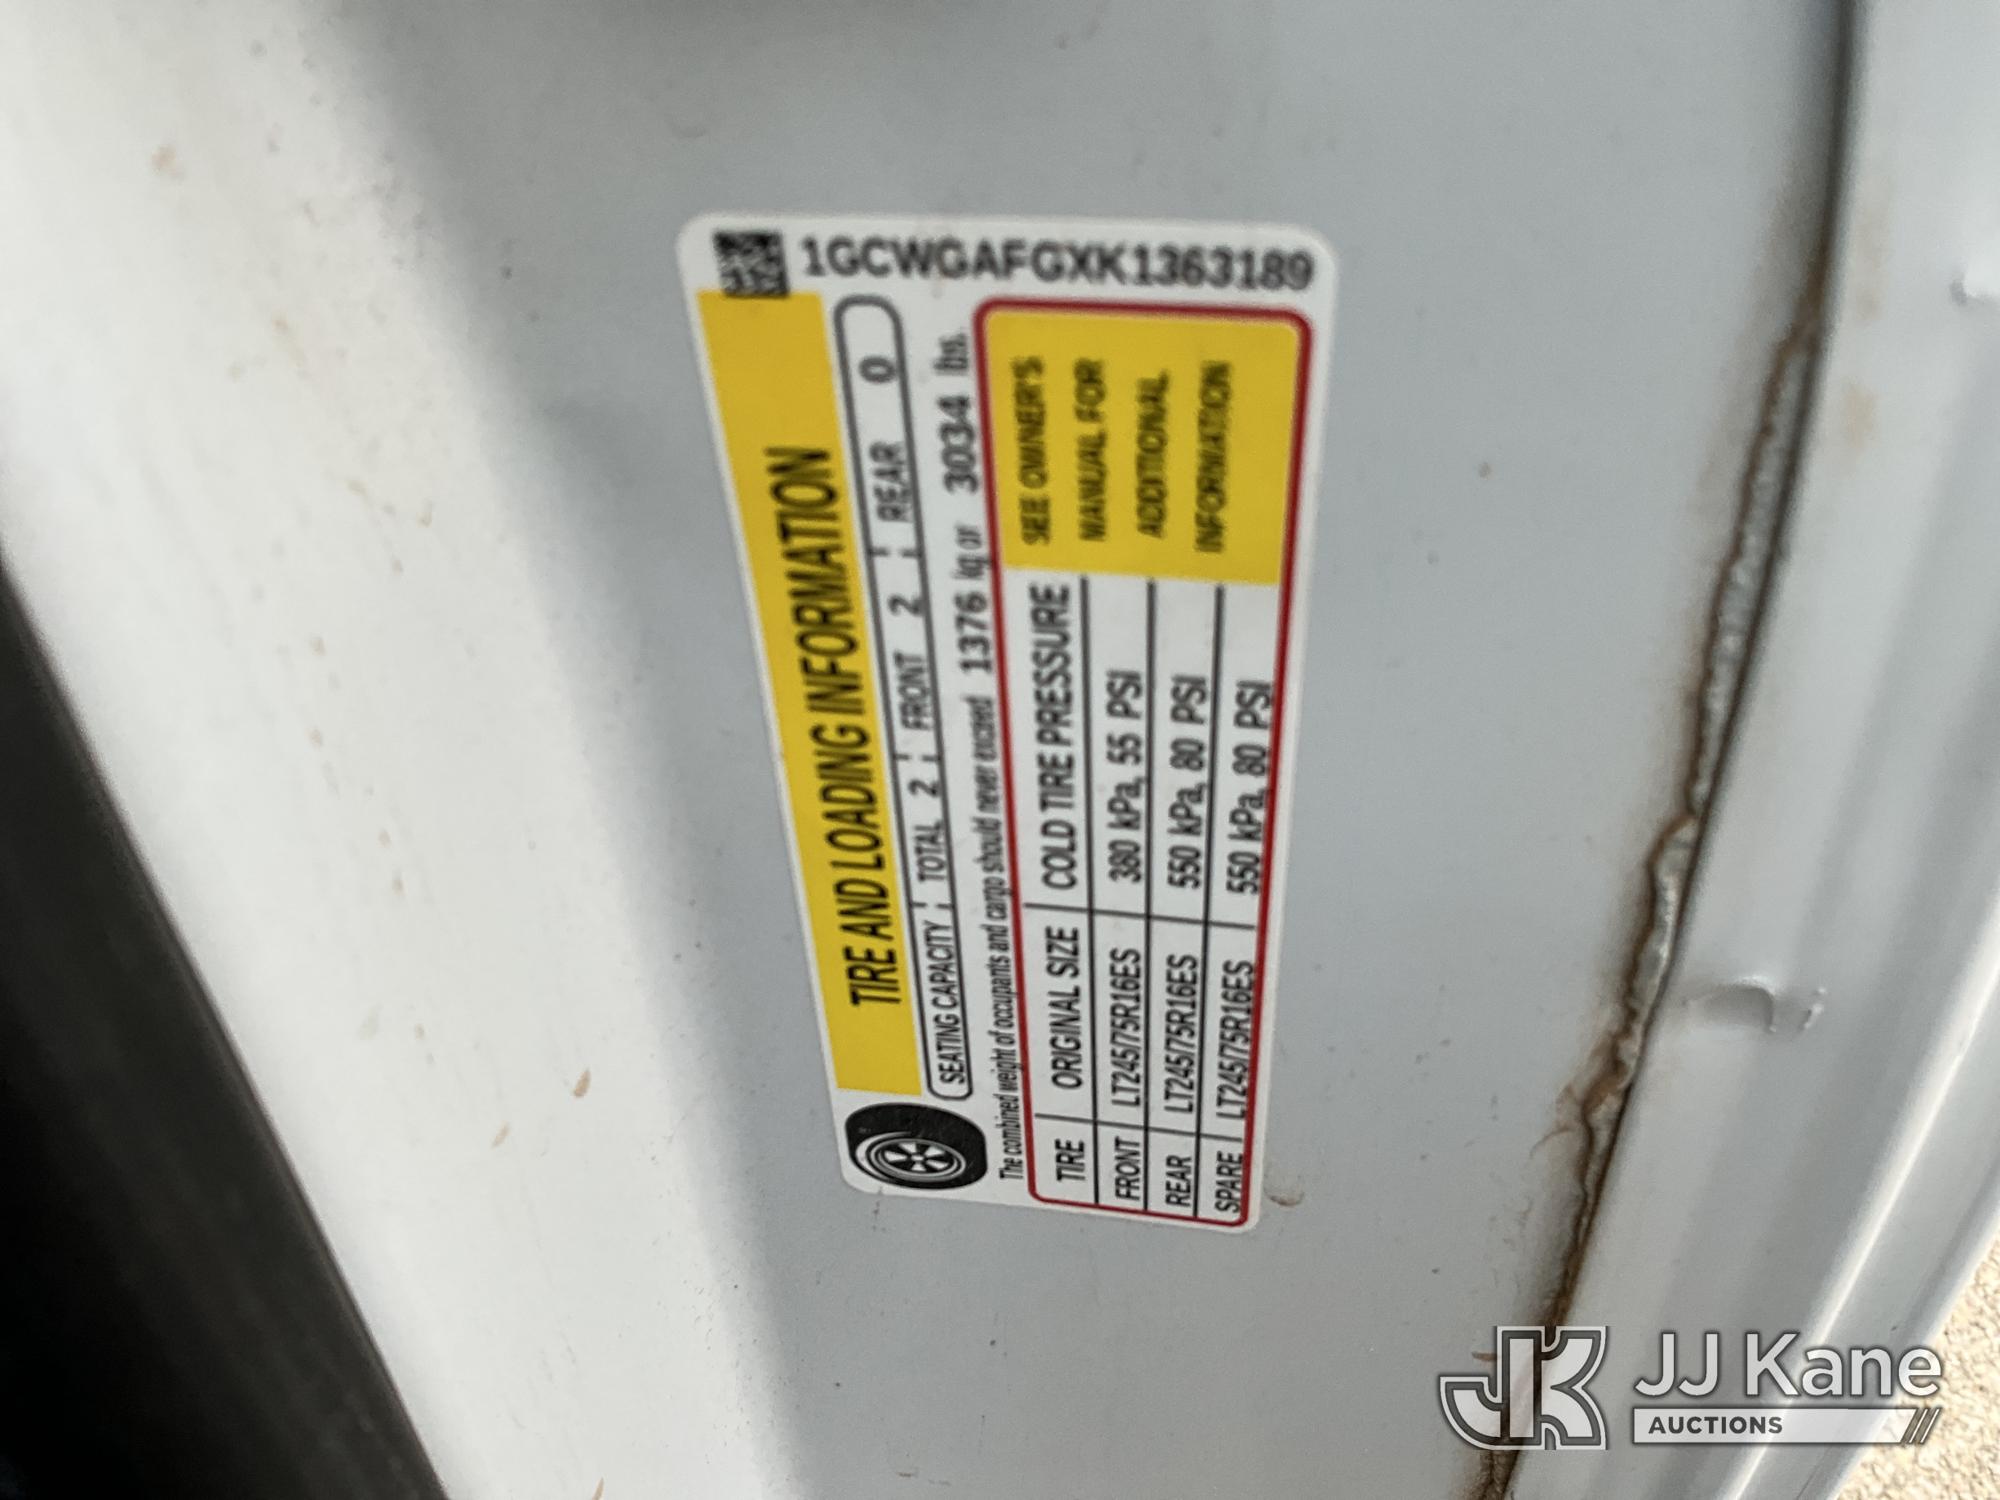 1GCWGAFGXK1363189
TIRE AND LOADING INFORMATION
SEATING CAPACITY TOTAL 2 FRONT 2 REAR 0
The combined weight of occupants and cargo should never exceed 1376 kg or 3034 lbs.
TIRE ORIGINAL SIZE COLD TIRE PRESSURE
FRONT LT245/75R16ES 380 kPa, 55 PSI
REAR LT245/75R16ES 550 kPa, 80 PSI
SPARE LT245/75R16ES 550 kPa, 80 PSI
SEE OWNER'S
MANUAL FOR
ADDITIONAL
INFORMATION
JK JJ Kane
AUCTIONS